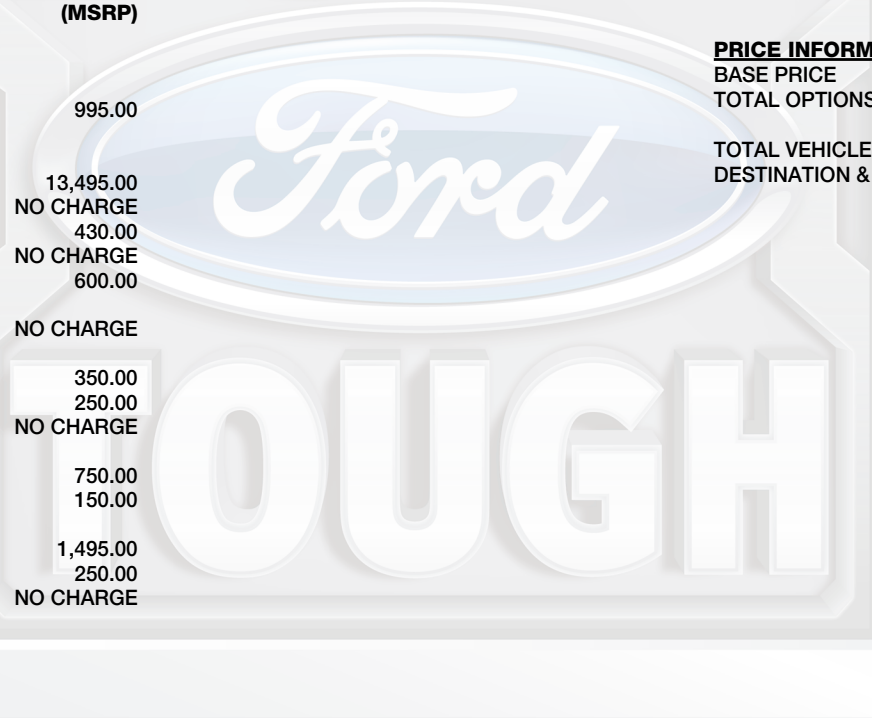 (MSRP)
995.00
13,495.00
NO CHARGE
430.00
NO CHARGE
600.00
NO CHARGE
350.00
250.00
NO CHARGE
750.00
150.00
1,495.00
250.00
NO CHARGE
PRICE INFORM
BASE PRICE
TOTAL OPTIONS
TOTAL VEHICLE
DESTINATION &
Ford
TOUGH